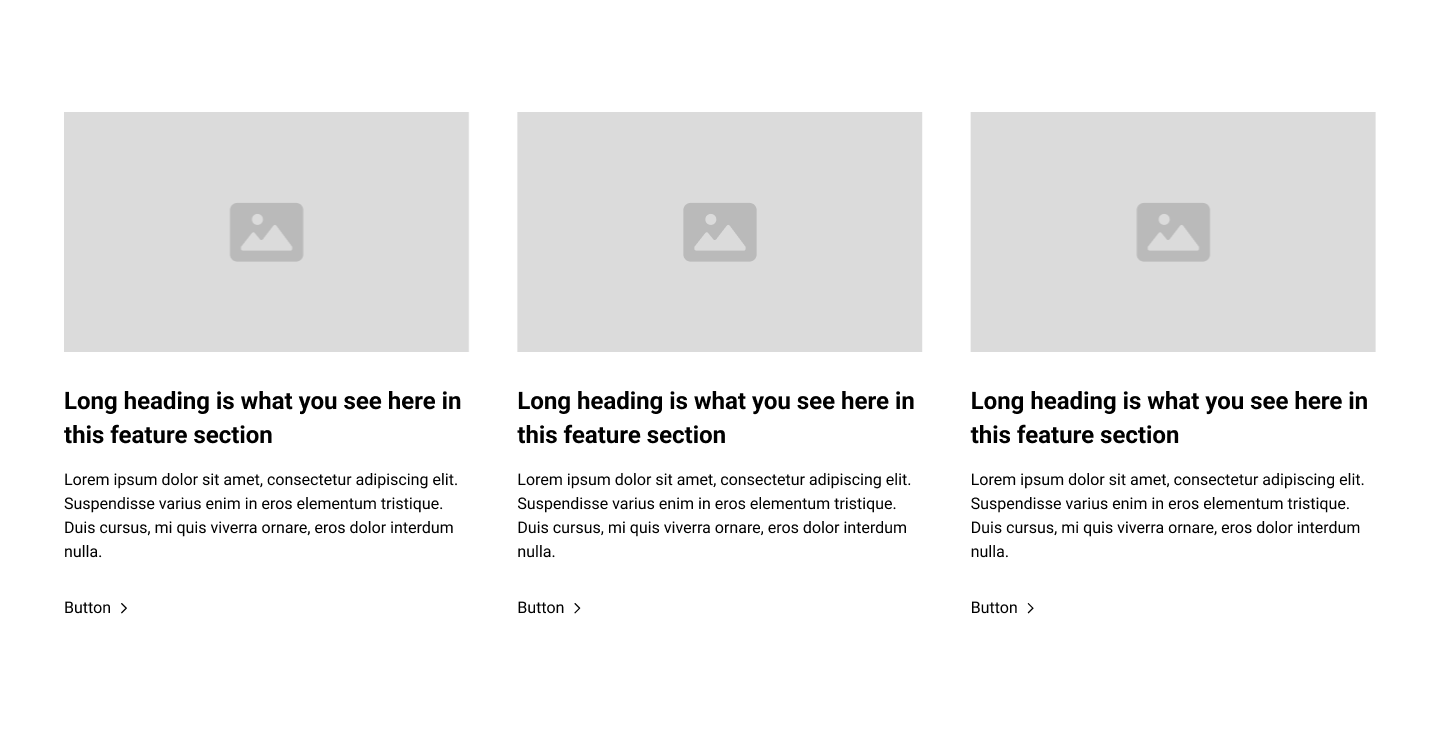 Long heading is what you see here in
this feature section
Lorem ipsum dolor sit amet, consectetur adipiscing elit.
Suspendisse varius enim in eros elementum tristique.
Duis cursus, mi quis viverra ornare, eros dolor interdum
nulla.
Button
Long heading is what you see here in
this feature section
Lorem ipsum dolor sit amet, consectetur adipiscing elit.
Suspendisse varius enim in eros elementum tristique.
Duis cursus, mi quis viverra ornare, eros dolor interdum
nulla.
Button
Long heading is what you see here in
this feature section
Lorem ipsum dolor sit amet, consectetur adipiscing elit.
Suspendisse varius enim in eros elementum tristique.
Duis cursus, mi quis viverra ornare, eros dolor interdum
nulla.
Button